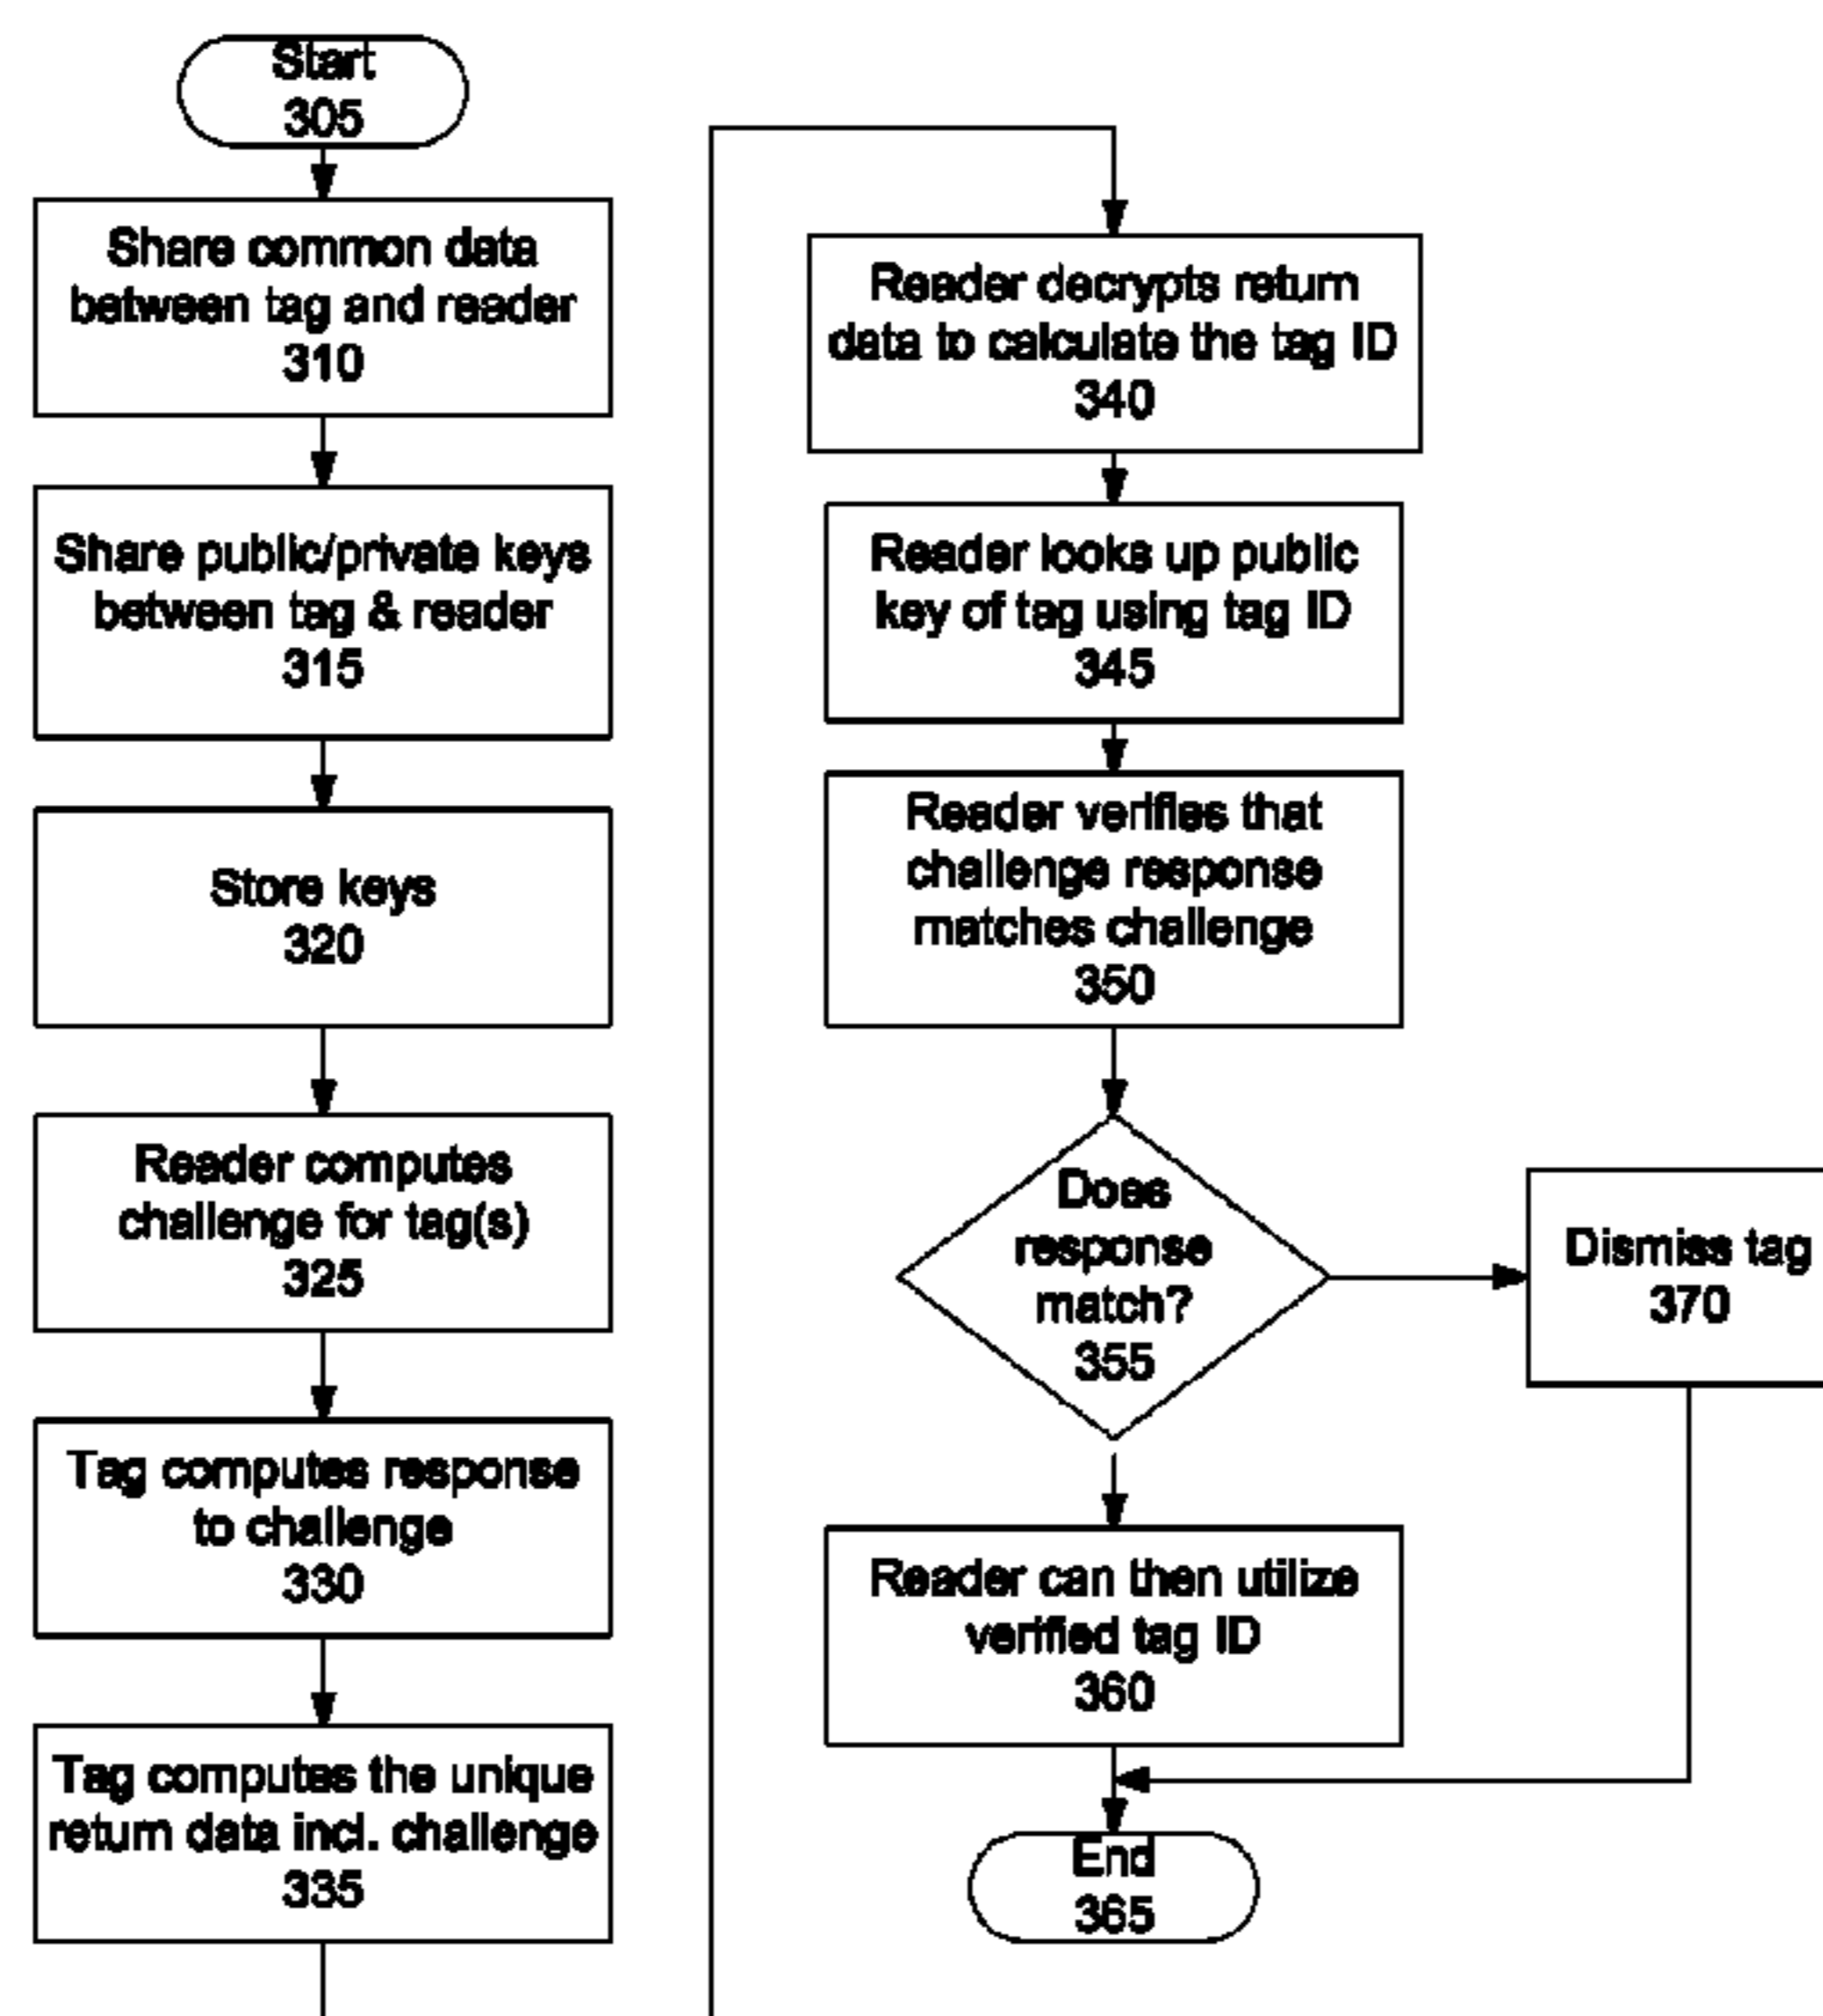 Start
305
Share common data
between tag and reader
310
Share public/private keys
between tag & reader
315
Store keys
320
Reader computes
challenge for tag(s)
325
Tag computes response
to challenge
330
Tag computes the unique
return data incl. challenge
335
Reader decrypts return
data to calculate the tag ID
340
Reader looks up public
key of tag using tag ID
345
Reader verifies that
challenge response
matches challenge
350
Does
response
match?
355
Dismiss tag
370
Reader can then utilize
verified tag ID
360
End
365